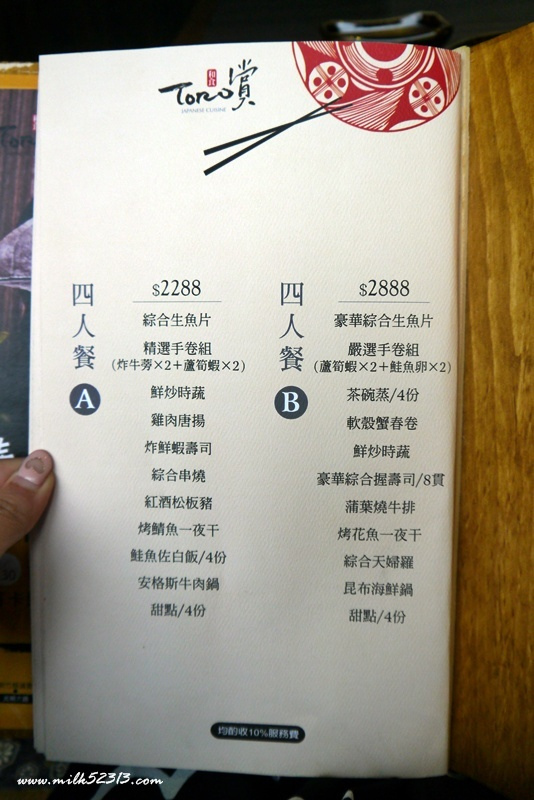 和食
Toro賞
JAPANESE CUISINE
四人餐
A
$2288
綜合生魚片
精選手卷組
(炸牛蒡×2+蘆筍蝦×2)
鮮炒時蔬
雞肉唐揚
炸鮮蝦壽司
綜合串燒
紅酒松板豬
烤鯖魚一夜干
鮭魚佐白飯/4份
安格斯牛肉鍋
甜點/4份
四人餐
B
$2888
豪華綜合生魚片
嚴選手卷組
(蘆筍蝦×2+鮭魚卵×2)
茶碗蒸/4份
軟殼蟹春卷
鮮炒時蔬
豪華綜合握壽司/8貫
蒲葉燒牛排
烤花魚一夜干
綜合天婦羅
昆布海鮮鍋
甜點/4份
均酌收10%服務費
www.milk52313.com